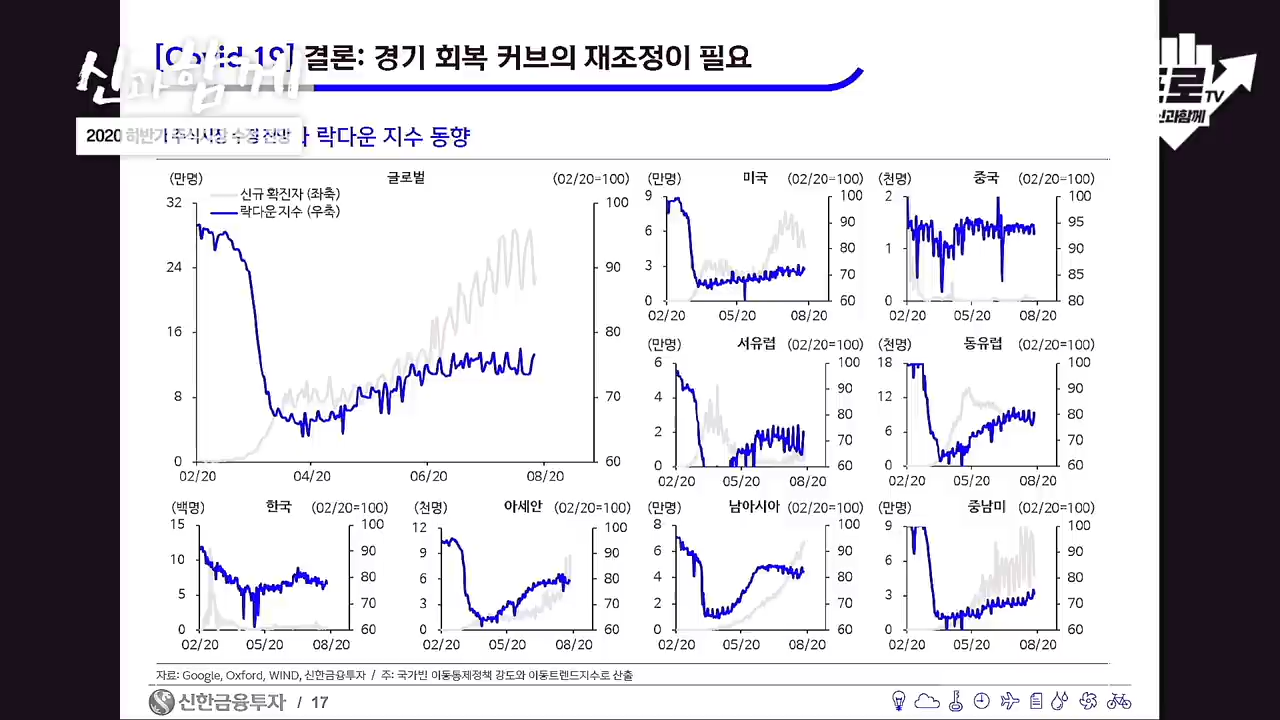 [Covid-19] 결론: 경기 회복 커브의 재조정이 필요
신과함께
프로TV
신과함께
2020 하반기 주식시장 수정 전망
락다운 지수 동향
(만명) 글로벌 (02/20=100)
신규 확진자 (좌축)
락다운 지수 (우축)
32 100
24 90
16 80
8 70
0 60
02/20 04/20 06/20 08/20
(만명) 미국 (02/20=100)
9 100
6 90
80
3 70
0 60
02/20 05/20 08/20
(천명) 중국 (02/20=100)
2 100
95
1 90
85
0 80
02/20 05/20 08/20
(만명) 서유럽 (02/20=100)
6 100
4 90
80
2 70
0 60
02/20 05/20 08/20
(천명) 동유럽 (02/20=100)
18 100
12 90
80
6 70
0 60
02/20 05/20 08/20
(백명) 한국 (02/20=100)
15 100
10 90
80
5 70
0 60
02/20 05/20 08/20
(천명) 아세안 (02/20=100)
12 100
9 90
6 80
3 70
0 60
02/20 05/20 08/20
(만명) 남아시아 (02/20=100)
8 100
6 90
4 80
2 70
0 60
02/20 05/20 08/20
(만명) 중남미 (02/20=100)
9 100
6 90
80
3 70
0 60
02/20 05/20 08/20
자료: Google, Oxford, WIND, 신한금융투자 / 주: 국가빈 이동통제정책 강도와 이동트렌드지수로 산출
신한금융투자 / 17